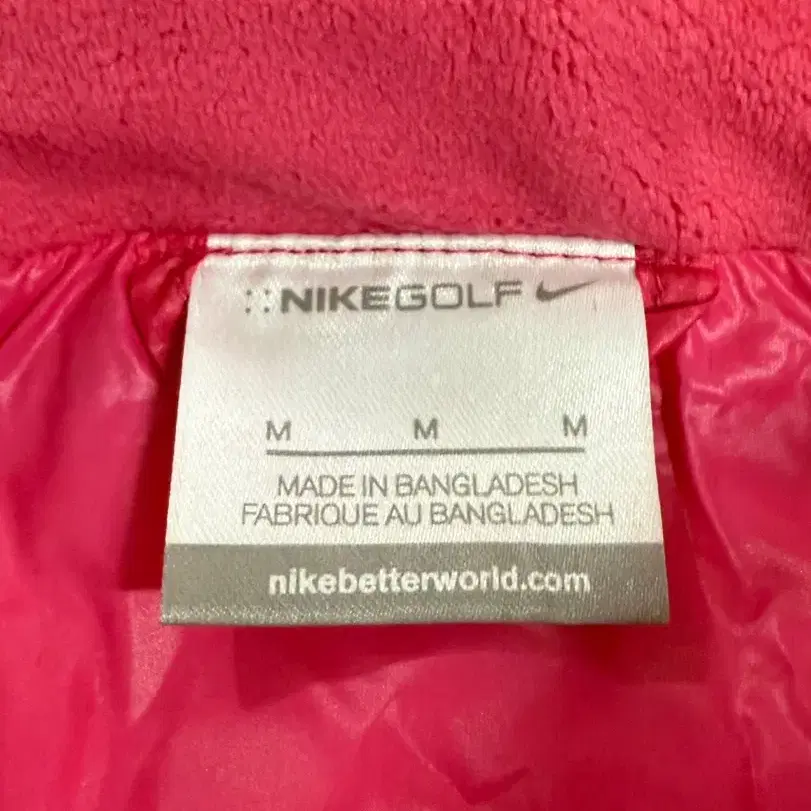 NIKEGOLF
M M M
MADE IN BANGLADESH
FABRIQUE AU BANGLADESH
nikebetterworld.com